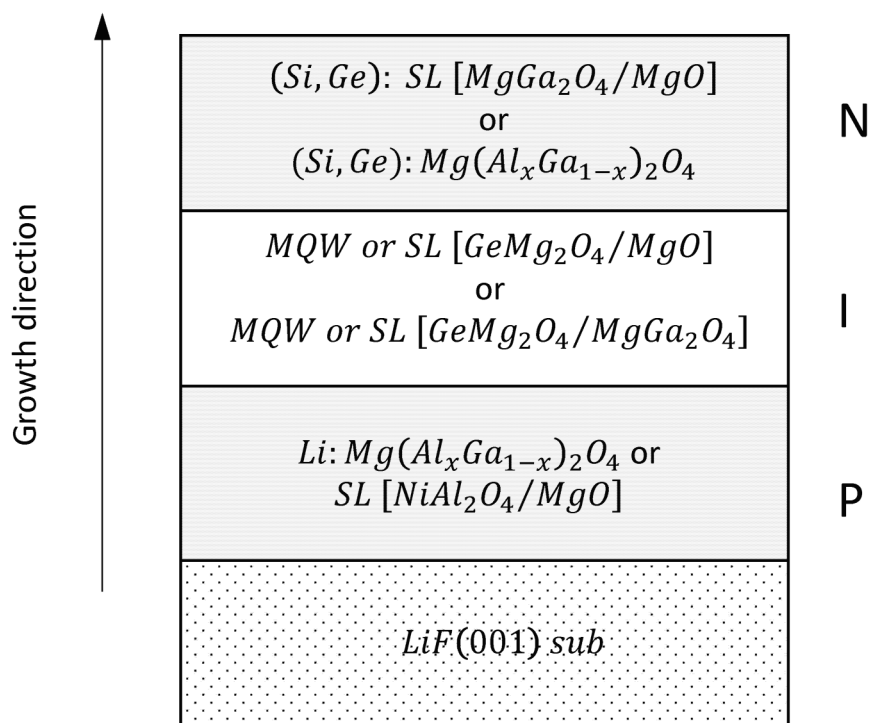 Growth direction
(Si, Ge): SL [MgGa₂O₄/MgO]
or
(Si, Ge): Mg(AlₓGa₁₋ₓ)₂O₄
N
MQW or SL [GeMg₂O₄/MgO]
or
MQW or SL [GeMg₂O₄/MgGa₂O₄]
I
Li: Mg(AlₓGa₁₋ₓ)₂O₄ or
SL [NiAl₂O₄/MgO]
P
LiF(001) sub